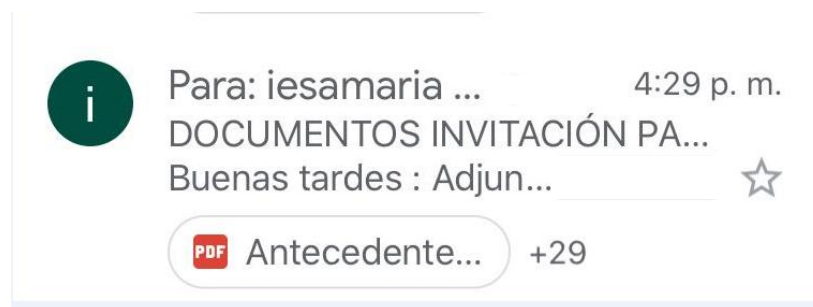 i
Para: iesamaria ...
4:29 p. m.
DOCUMENTOS INVITACIÓN PA...
Buenas tardes : Adjun...
PDF Antecedente...
+29